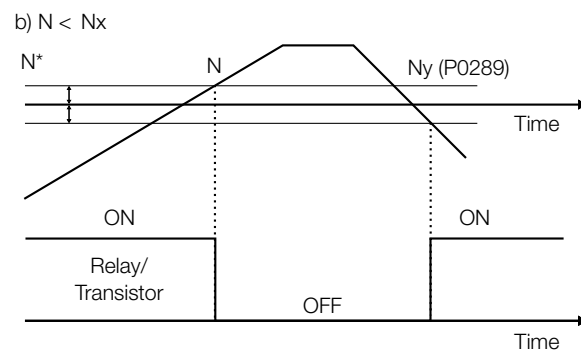 b) N < Nx
N*
N
Ny (P0289)
Time
ON
ON
Relay/
Transistor
OFF
Time